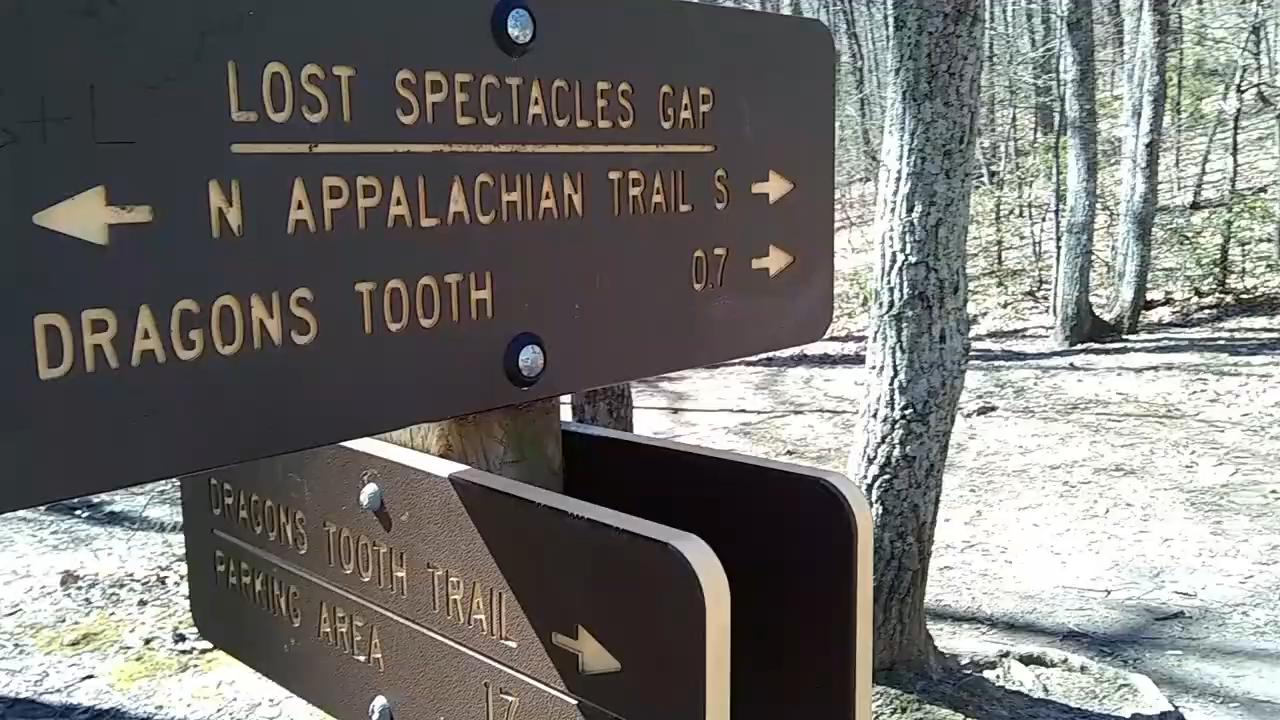 LOST SPECTACLES GAP
N APPALACHIAN TRAIL S
DRAGONS TOOTH 0.7
DRAGONS TOOTH TRAIL
PARKING AREA